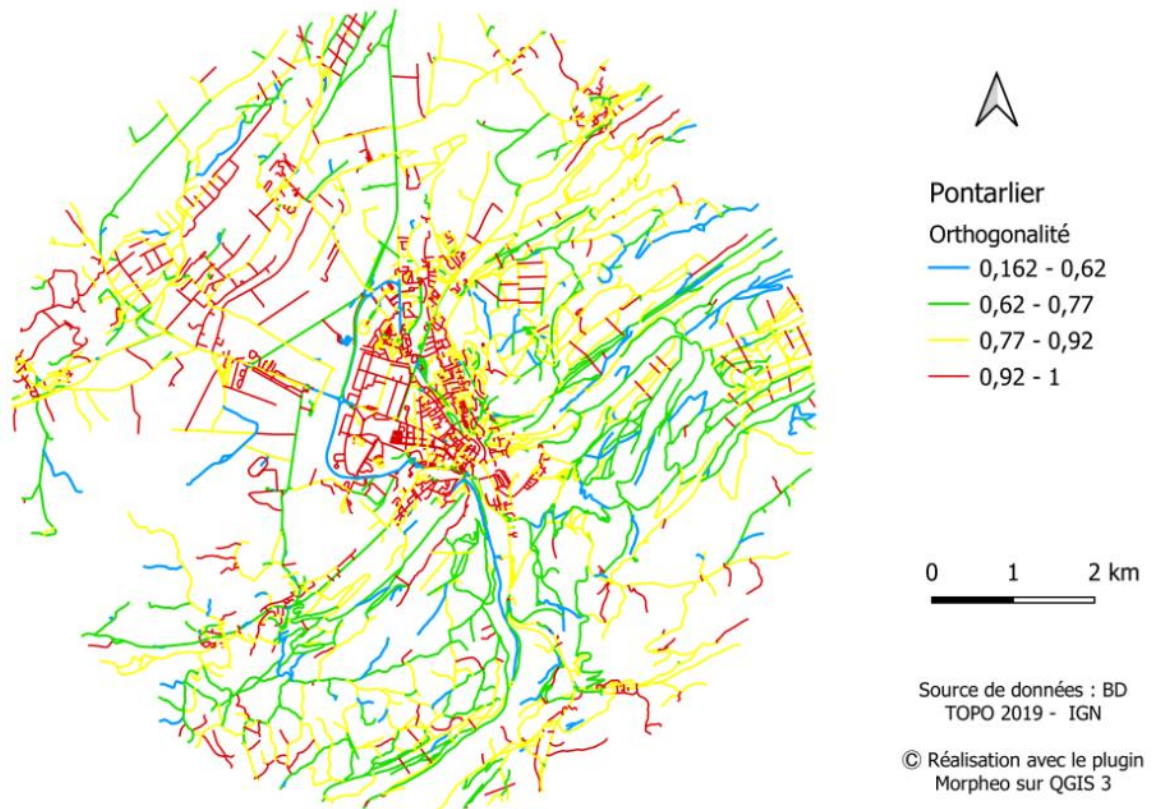 Pontarlier
Orthogonalité
0,162 - 0,62
0,62 - 0,77
0,77 - 0,92
0,92 - 1
0 1 2 km
Source de données : BD
TOPO 2019 - IGN
© Réalisation avec le plugin
Morpheo sur QGIS 3